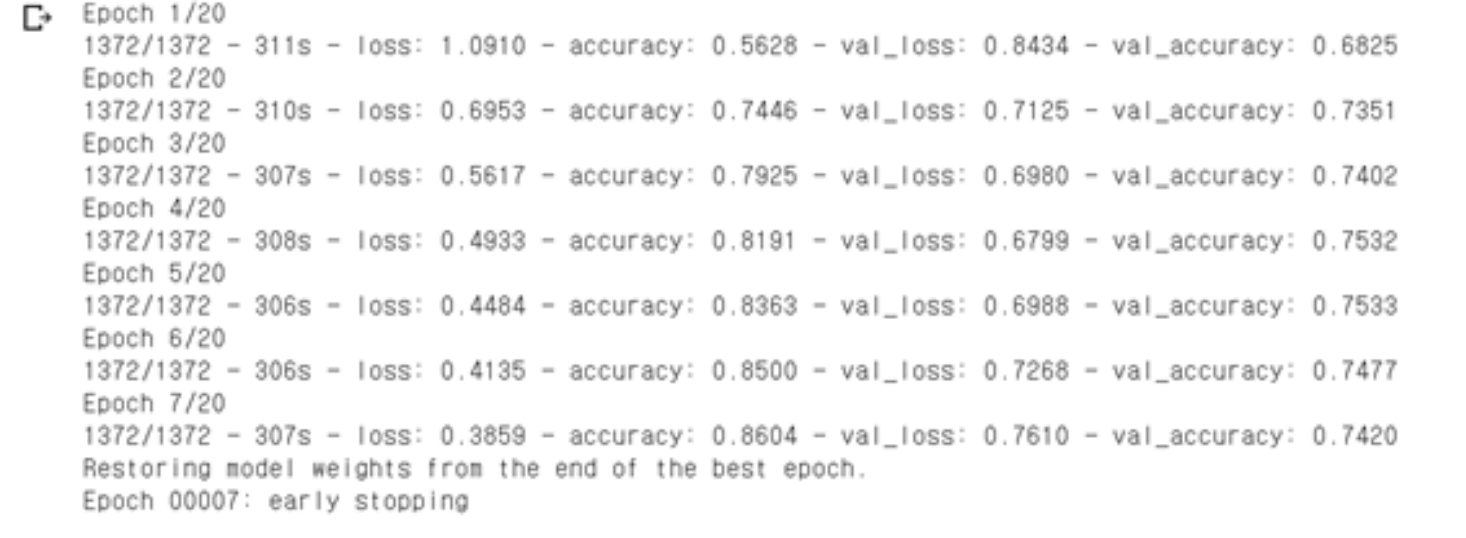 Epoch 1/20
1372/1372 - 311s - loss: 1.0910 - accuracy: 0.5628 - val_loss: 0.8434 - val_accuracy: 0.6825
Epoch 2/20
1372/1372 - 310s - loss: 0.6953 - accuracy: 0.7446 - val_loss: 0.7125 - val_accuracy: 0.7351
Epoch 3/20
1372/1372 - 307s - loss: 0.5617 - accuracy: 0.7925 - val_loss: 0.6980 - val_accuracy: 0.7402
Epoch 4/20
1372/1372 - 308s - loss: 0.4933 - accuracy: 0.8191 - val_loss: 0.6799 - val_accuracy: 0.7532
Epoch 5/20
1372/1372 - 306s - loss: 0.4484 - accuracy: 0.8363 - val_loss: 0.6988 - val_accuracy: 0.7533
Epoch 6/20
1372/1372 - 306s - loss: 0.4135 - accuracy: 0.8500 - val_loss: 0.7268 - val_accuracy: 0.7477
Epoch 7/20
1372/1372 - 307s - loss: 0.3859 - accuracy: 0.8604 - val_loss: 0.7610 - val_accuracy: 0.7420
Restoring model weights from the end of the best epoch.
Epoch 00007: early stopping